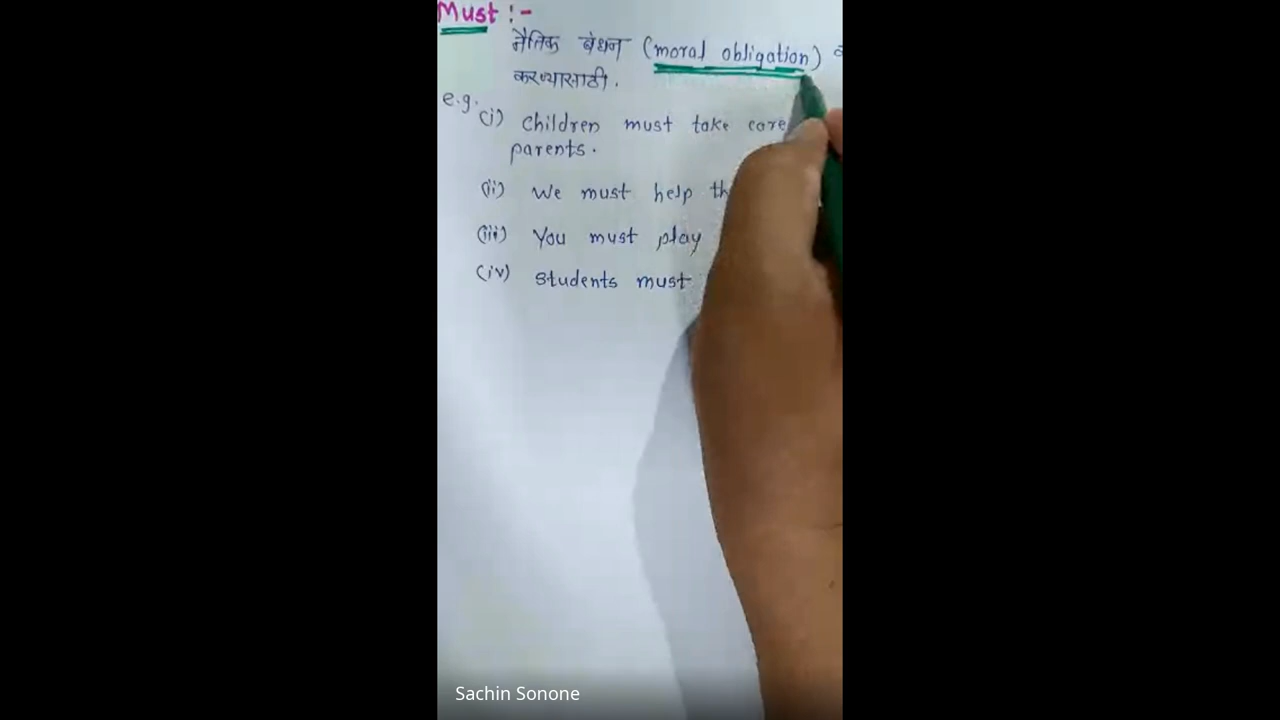 Must :-
नैतिक बंधन (moral obligation)
करण्यासाठी.
e.g.
(i) Children must take care
parents.
(ii) We must help
(iii) You must play
(iv) Students must
Sachin Sonone